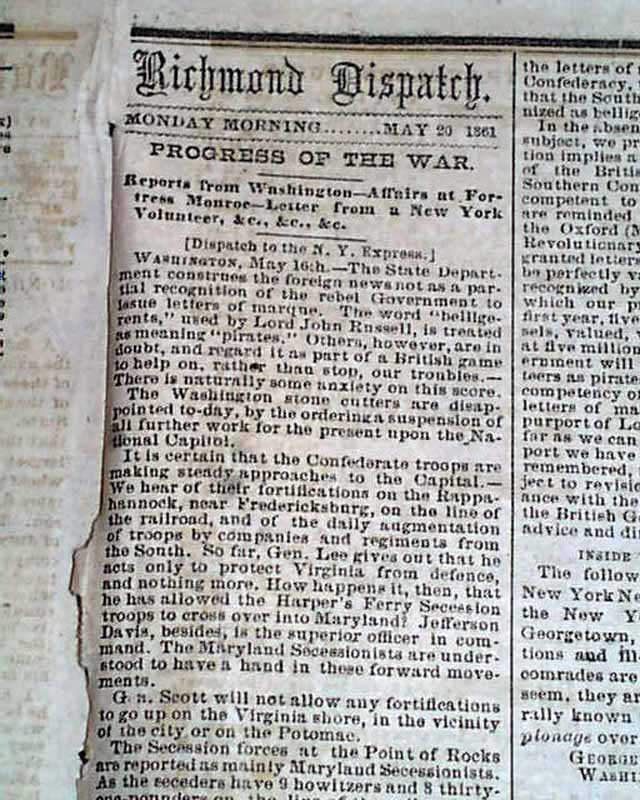 Richmond Dispatch.
MONDAY MORNING........MAY 20 1861
PROGRESS OF THE WAR.
Reports from Washington—Affairs at For-
tress Monroe—Letter from a New York
Volunteer, &c., &c., &c.
[Dispatch to the N. Y. Express.]
WASHINGTON, May 16th.—The State Depart-
ment construes the foreign news not as a par-
tial recognition of the rebel Government to
issue letters of marque. The word "bellige-
rents," used by Lord John Russell, is treated
as meaning "pirates." Others, however, are in
doubt, and regard it as part of a British game
to help on, rather than stop, our troubles.—
There is naturally some anxiety on this score.
The Washington stone cutters are disap-
pointed to-day, by the ordering a suspension of
all further work for the present upon the Na-
tional Capitol.
It is certain that the Confederate troops are
making steady approaches to the Capital.—
We hear of their fortifications on the Rappa-
hannock, near Fredericksburg, on the line of
the railroad, and of the daily augmentation
of troops by companies and regiments from
the South. So far, Gen. Lee gives out that he
acts only to protect Virginia from defence,
and nothing more. How happens it, then, that
he has allowed the Harper's Ferry Secession
troops to cross over into Maryland? Jefferson
Davis, besides, is the superior officer in com-
mand. The Maryland Secessionists are under-
stood to have a hand in these forward move-
ments.
Gen. Scott will not allow any fortifications
to go up on the Virginia shore, in the vicinity
of the city or on the Potomac.
The Secession forces at the Point of Rocks
are reported as mainly Maryland Secessionists.
As the seceders have 9 howitzers and 8 thirty-
one-pounders on the line of the
the letters of
Confederacy,
that the South
nized as bellig
In the absen
subject, we pr
tion implies a
of the Britis
Southern Con
competent to
are reminded
the Oxford (M
Revolutionary
granted letters
be perfectly w
recognized by
which our p
first year, five
sels, valued,
at five million
ernment will
teers as pirate
competency of
letters of ma
purport of Lo
far as we can
port we have
remembered,
ject to revisio
ance with the
the British G
advice and di
INSIDE
The follow
New York Ne
the New Y
Georgetown,
tions and fil
comrades are
seem, they ar
rally known
pionage over
GEORGE
WASHI